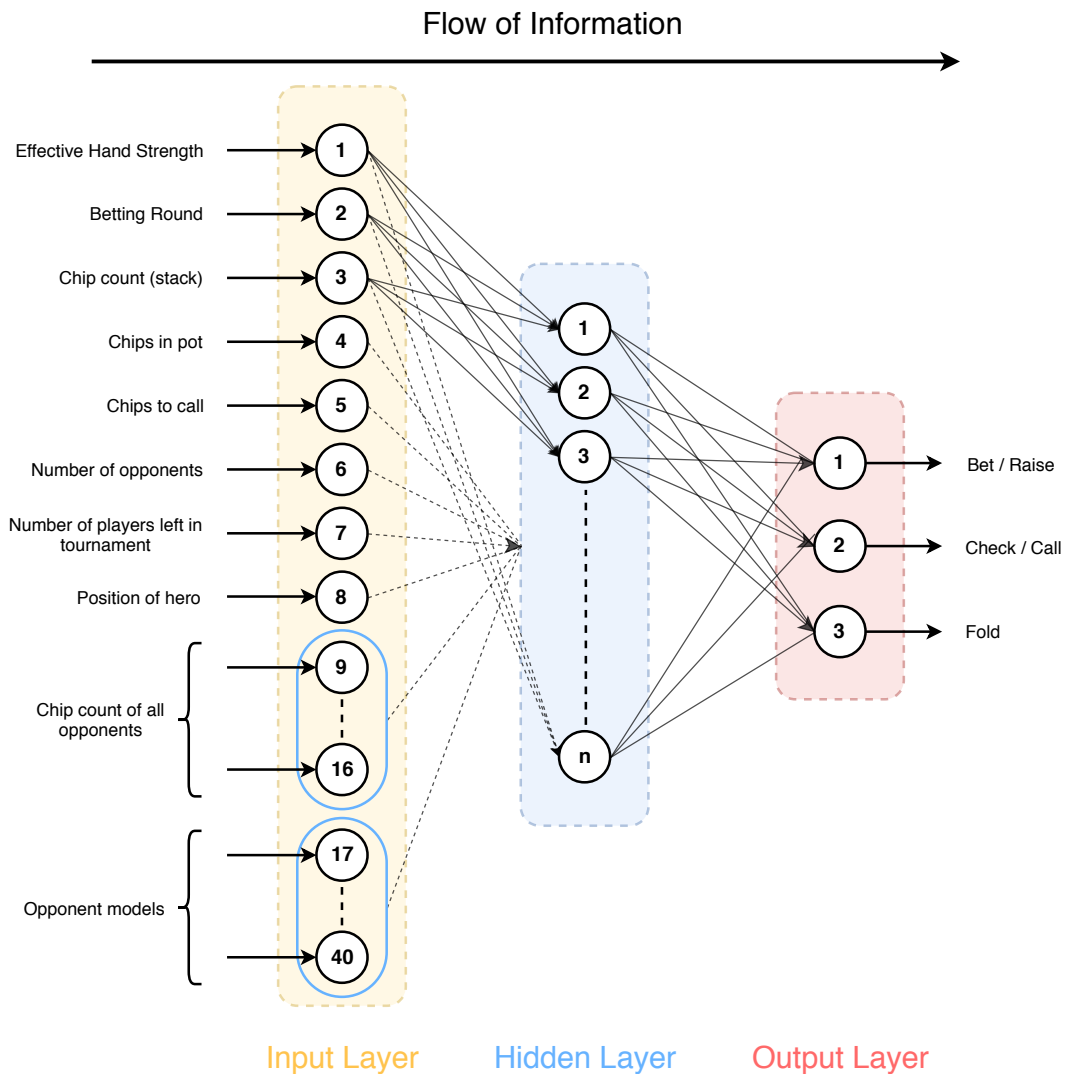 Flow of Information
Effective Hand Strength
1
Betting Round
2
Chip count (stack)
3
Chips in pot
4
Chips to call
5
Number of opponents
6
Number of players left in
tournament
7
Position of hero
8
Chip count of all
opponents
9
16
Opponent models
17
40
1
2
3
n
1
Bet / Raise
2
Check / Call
3
Fold
Input Layer
Hidden Layer
Output Layer